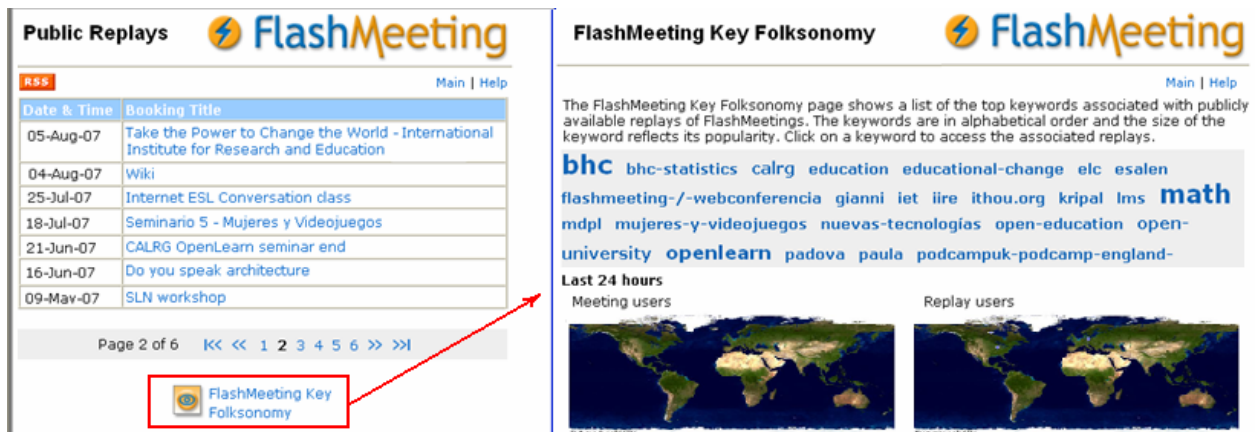 Public Replays
FlashMeeting
RSS
Main | Help
Date & Time Booking Title
05-Aug-07 Take the Power to Change the World - International
Institute for Research and Education
04-Aug-07 Wiki
25-Jul-07 Internet ESL Conversation class
18-Jul-07 Seminario 5 - Mujeres y Videojuegos
21-Jun-07 CALRG OpenLearn seminar end
16-Jun-07 Do you speak architecture
09-May-07 SLN workshop
Page 2 of 6 |<< << 1 2 3 4 5 6 >> >>|
FlashMeeting Key
Folksonomy
FlashMeeting Key Folksonomy
FlashMeeting
Main | Help
The FlashMeeting Key Folksonomy page shows a list of the top keywords associated with publicly
available replays of FlashMeetings. The keywords are in alphabetical order and the size of the
keyword reflects its popularity. Click on a keyword to access the associated replays.
bhc bhc-statistics calrg education educational-change elc esalen
flashmeeting-/-webconferencia gianni iet iire ithou.org kripal lms math
mdpl mujeres-y-videojuegos nuevas-tecnologías open-education open-
university openlearn padova paula podcampuk-podcamp-england-
Last 24 hours
Meeting users
Replay users